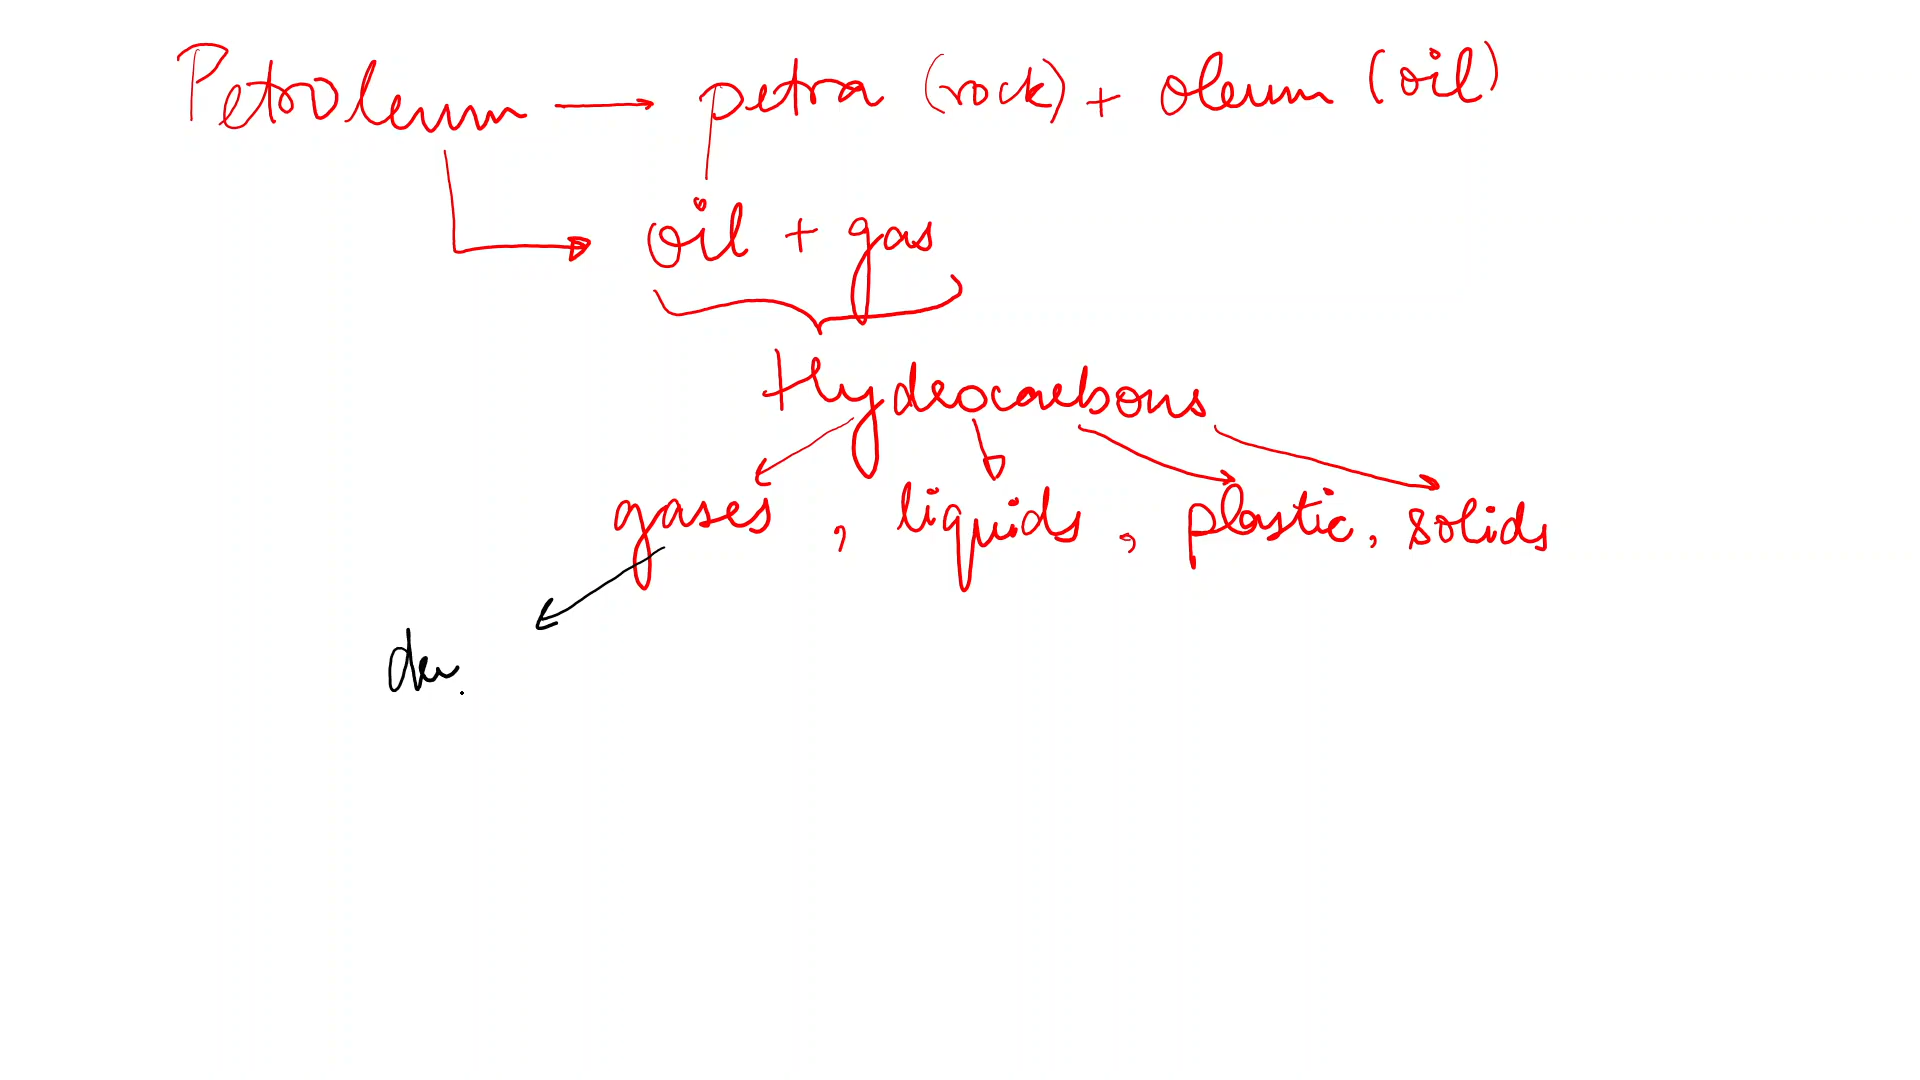 Petroleum → petra (rock) + oleum (oil)
oil + gas
Hydrocarbons
gases , liquids , plastic, solids